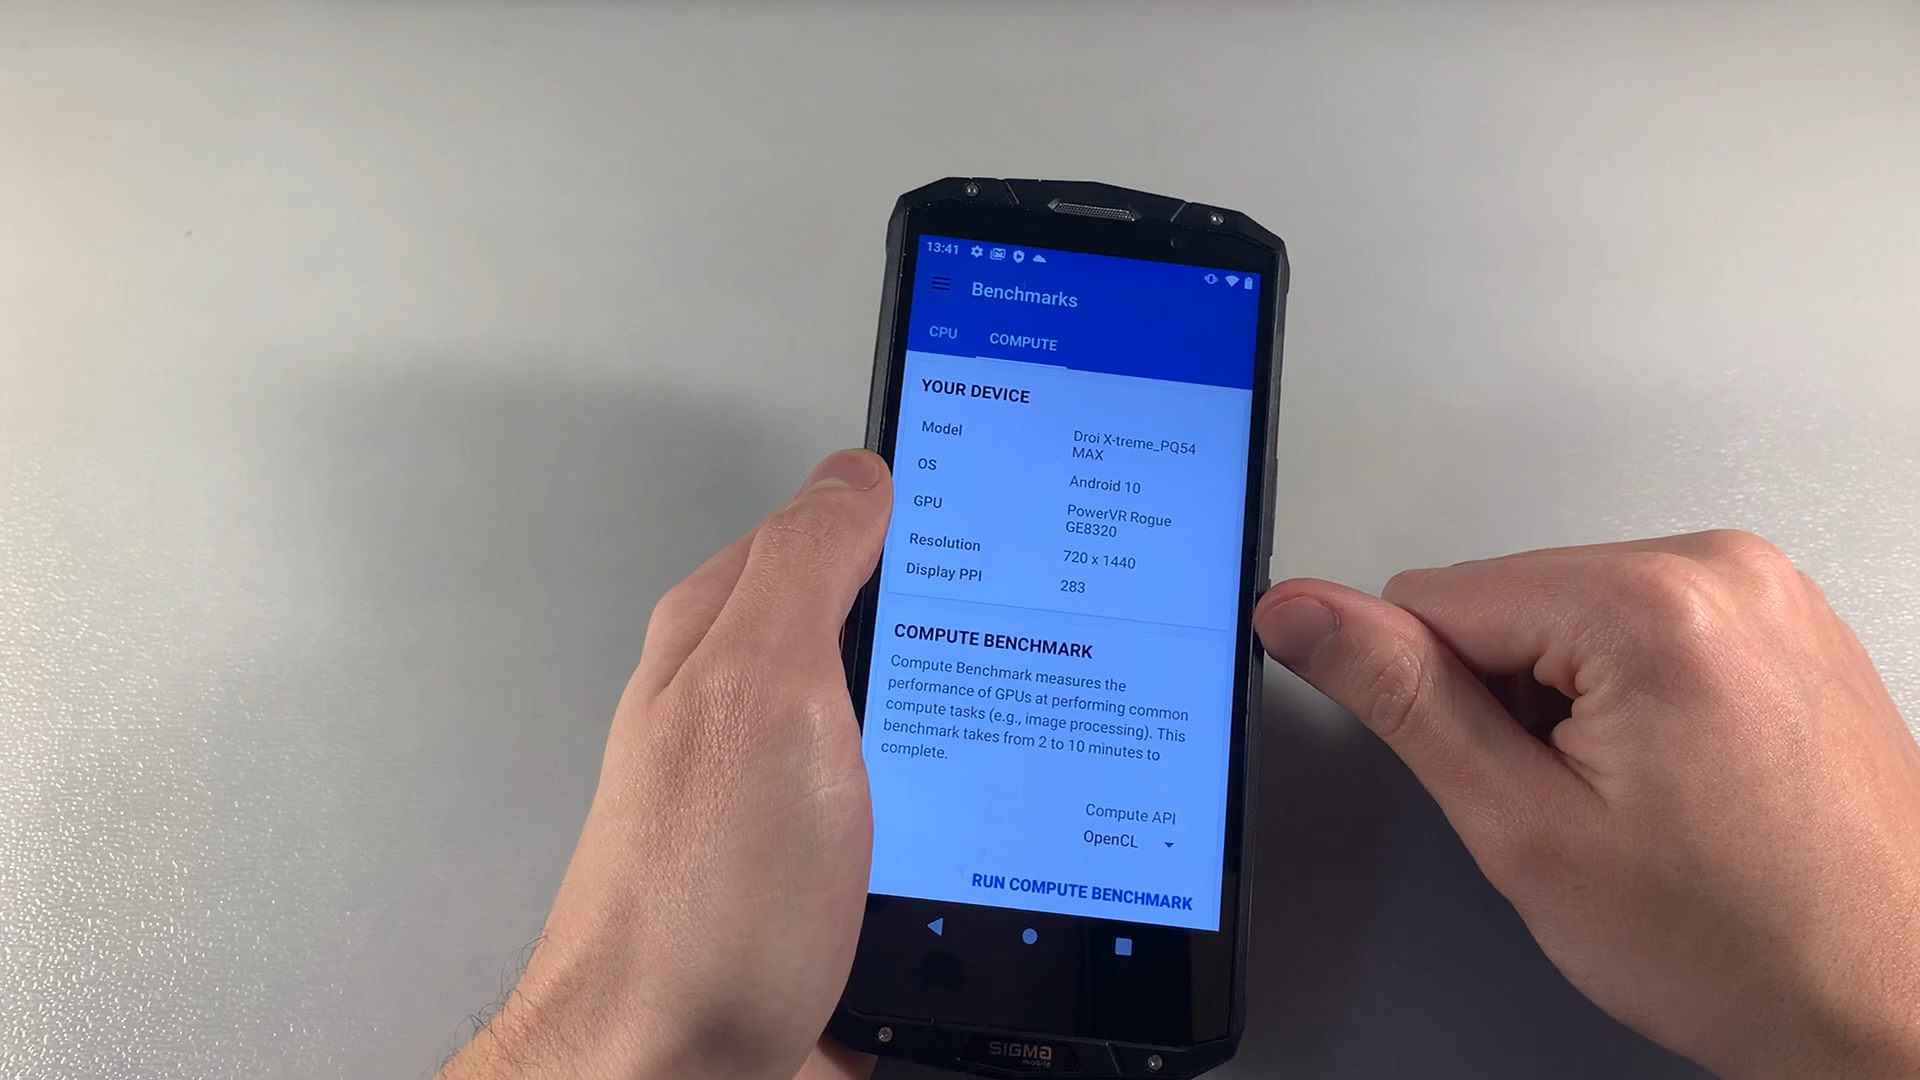 13:41
Benchmarks
CPU COMPUTE
YOUR DEVICE
Model Droi X-treme_PQ54
MAX
OS Android 10
GPU PowerVR Rogue
GE8320
Resolution 720 x 1440
Display PPI 283
COMPUTE BENCHMARK
Compute Benchmark measures the
performance of GPUs at performing common
compute tasks (e.g., image processing). This
benchmark takes from 2 to 10 minutes to
complete.
Compute API
OpenCL
RUN COMPUTE BENCHMARK
SIGMA
mobile